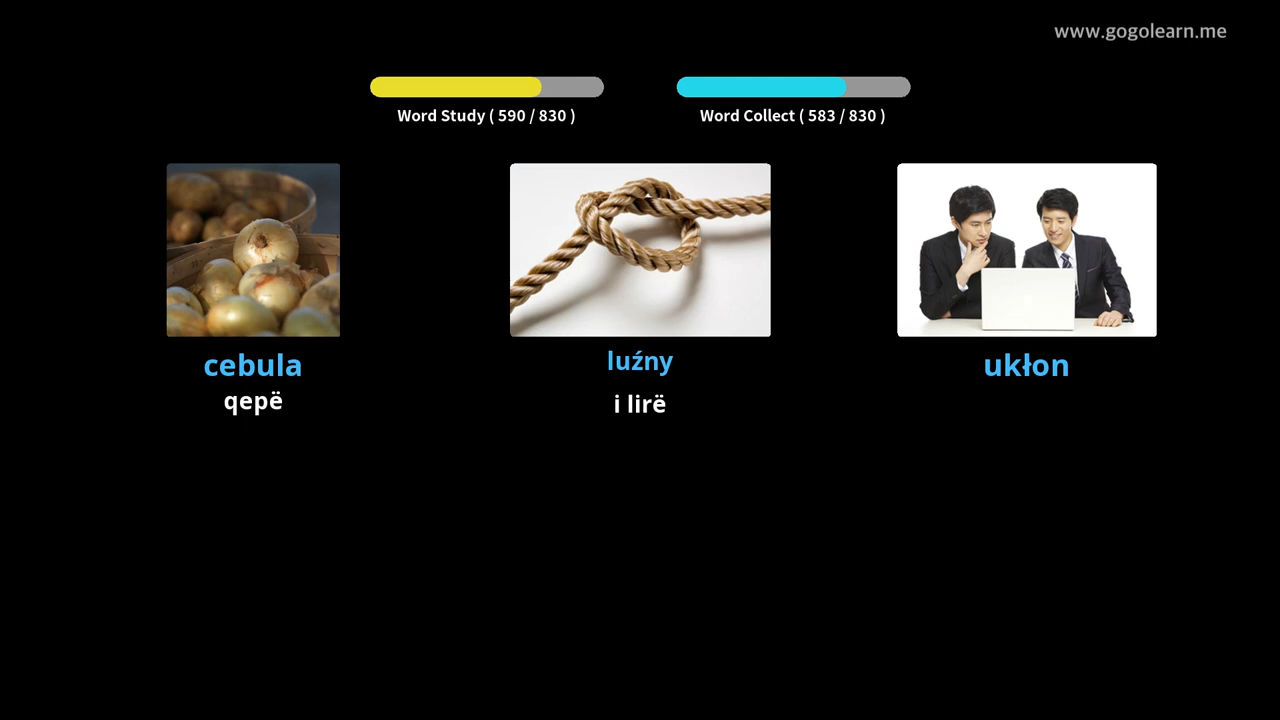 www.gogolearn.me
Word Study ( 590 / 830 )
Word Collect ( 583 / 830 )
cebula
qepë
luźny
i lirë
ukłon